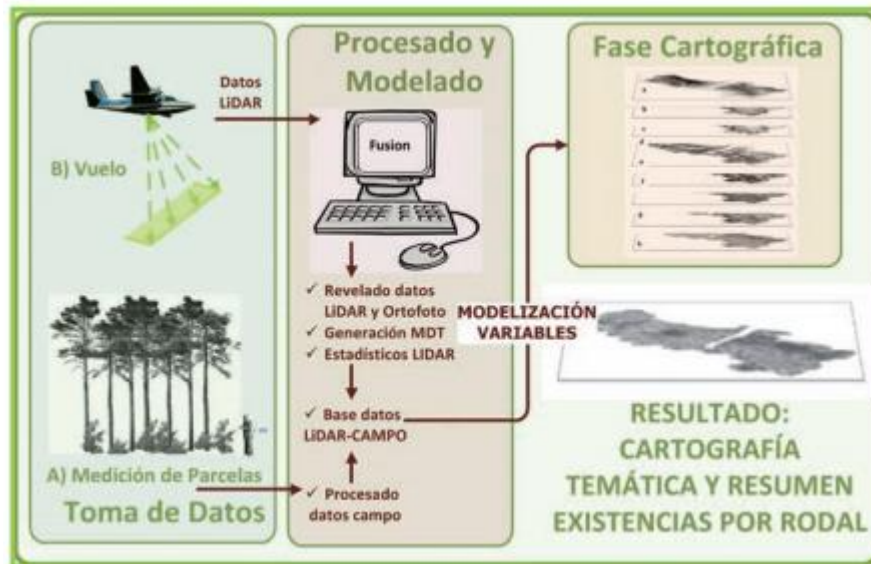 Datos
LiDAR
B) Vuelo
A) Medición de Parcelas
Toma de Datos
Procesado y
Modelado
Fusion
✓ Revelado datos
LiDAR y Ortofoto
✓ Generación MDT
✓ Estadísticos LIDAR
✓ Base datos
LiDAR-CAMPO
✓ Procesado
datos campo
MODELIZACIÓN
VARIABLES
Fase Cartográfica
RESULTADO:
CARTOGRAFÍA
TEMÁTICA Y RESUMEN
EXISTENCIAS POR RODAL